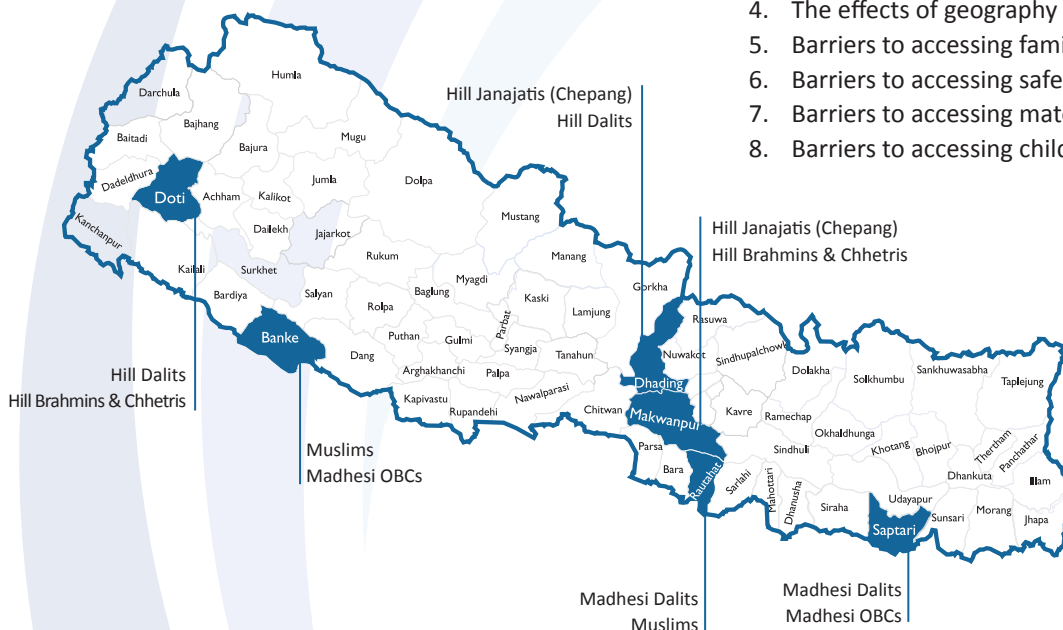 4. The effects of geography
5. Barriers to accessing fami
6. Barriers to accessing safe
7. Barriers to accessing mate
8. Barriers to accessing child
Hill Janajatis (Chepang)
Hill Dalits
Hill Janajatis (Chepang)
Hill Brahmins & Chhetris
Humla
Darchula
Bajhang
Baitadi
Bajura
Mugu
Dadeldhura
Doti
Achham
Kalikot
Jumla
Dolpa
Kanchanpur
Dailekh
Jajarkot
Mustang
Kailali
Surkhet
Rukum
Manang
Bardiya
Salyan
Baglung
Myagdi
Gorkha
Banke
Rolpa
Parbat
Kaski
Lamjung
Rasuwa
Dang
Puthan
Gulmi
Syangja
Tanahun
Nuwakot
Sindhupalchowk
Arghakhanchi
Palpa
Dhading
Dolakha
Solkhumbu
Sankhuwasabha
Taplejung
Kapivastu
Rupandehi
Nawalparasi
Chitwan
Makwanpul
Kavre
Ramechap
Okhaldhunga
Khotang
Bhojpur
Thertham
Panchathar
Parsa
Bara
Rautahat
Sarlahi
Mahottari
Dhanusha
Sindhuli
Siraha
Udayapur
Saptari
Sunsari
Dhankuta
Morang
Illam
Jhapa
Hill Dalits
Hill Brahmins & Chhetris
Muslims
Madhesi OBCs
Madhesi Dalits
Muslims
Madhesi Dalits
Madhesi OBCs